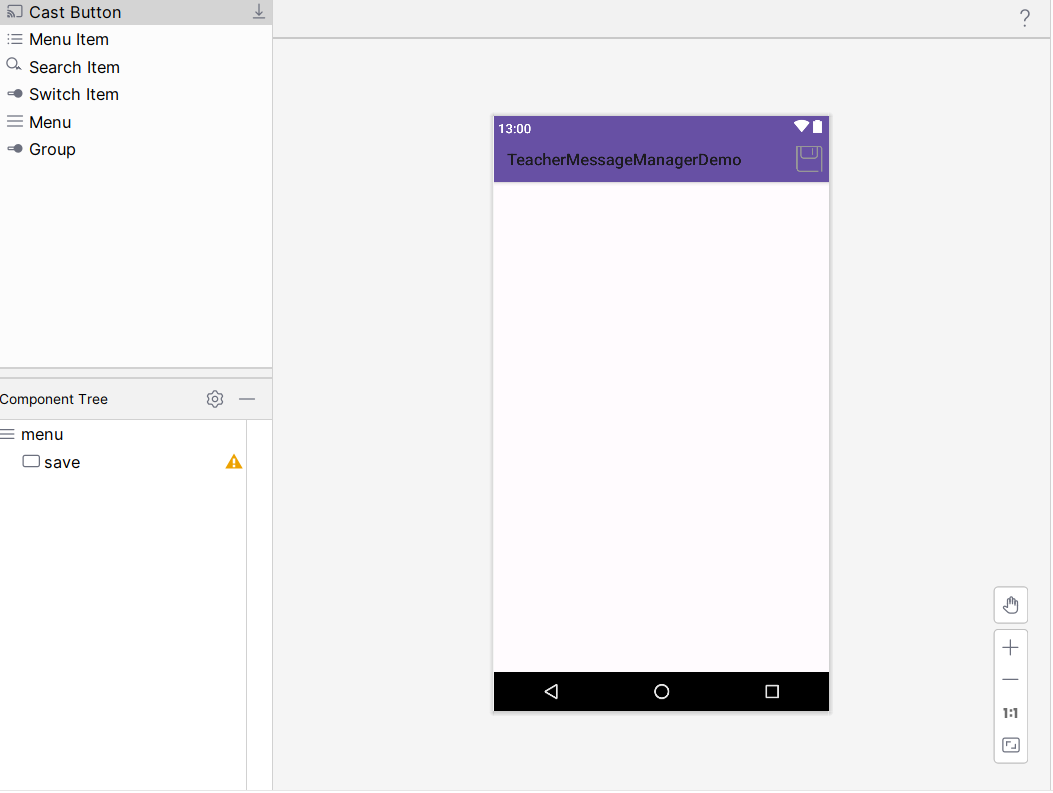 Cast Button
Menu Item
Search Item
Switch Item
Menu
Group
Component Tree
menu
save
?
13:00
TeacherMessageManagerDemo
1:1